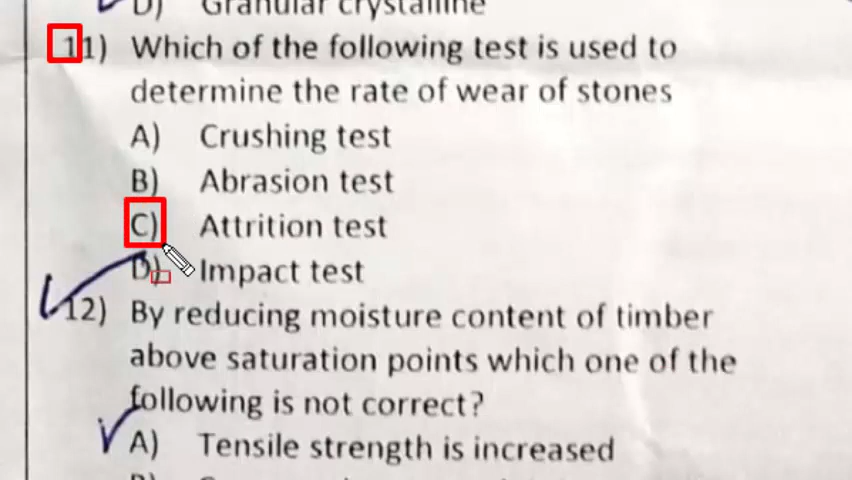 D) Granular crystalline
11) Which of the following test is used to
determine the rate of wear of stones
A) Crushing test
B) Abrasion test
C) Attrition test
D) Impact test
12) By reducing moisture content of timber
above saturation points which one of the
following is not correct?
A) Tensile strength is increased